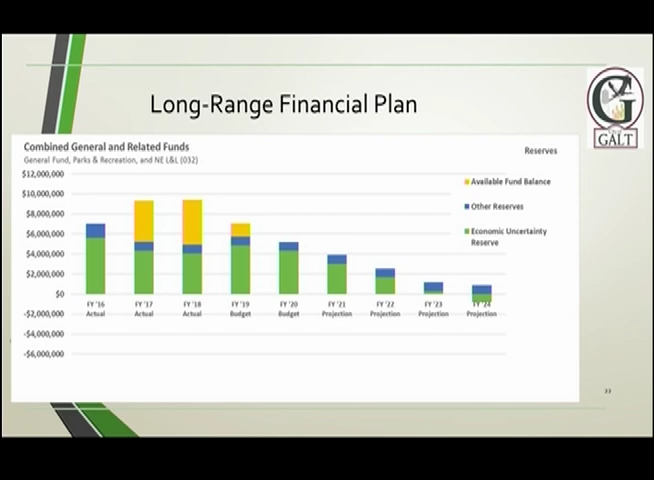 Long-Range Financial Plan
G
GALT
Combined General and Related Funds
General Fund, Parks & Recreation, and NE L&L (032)
Reserves
$12,000,000
$10,000,000
$8,000,000
$6,000,000
$4,000,000
$2,000,000
$0
-$2,000,000
-$4,000,000
-$6,000,000
Available Fund Balance
Other Reserves
Economic Uncertainty
Reserve
FY '16 FY '17 FY '18 FY '19 FY '20 FY '21 FY '22 FY '23 FY '24
Actual Actual Actual Budget Budget Projection Projection Projection Projection
33